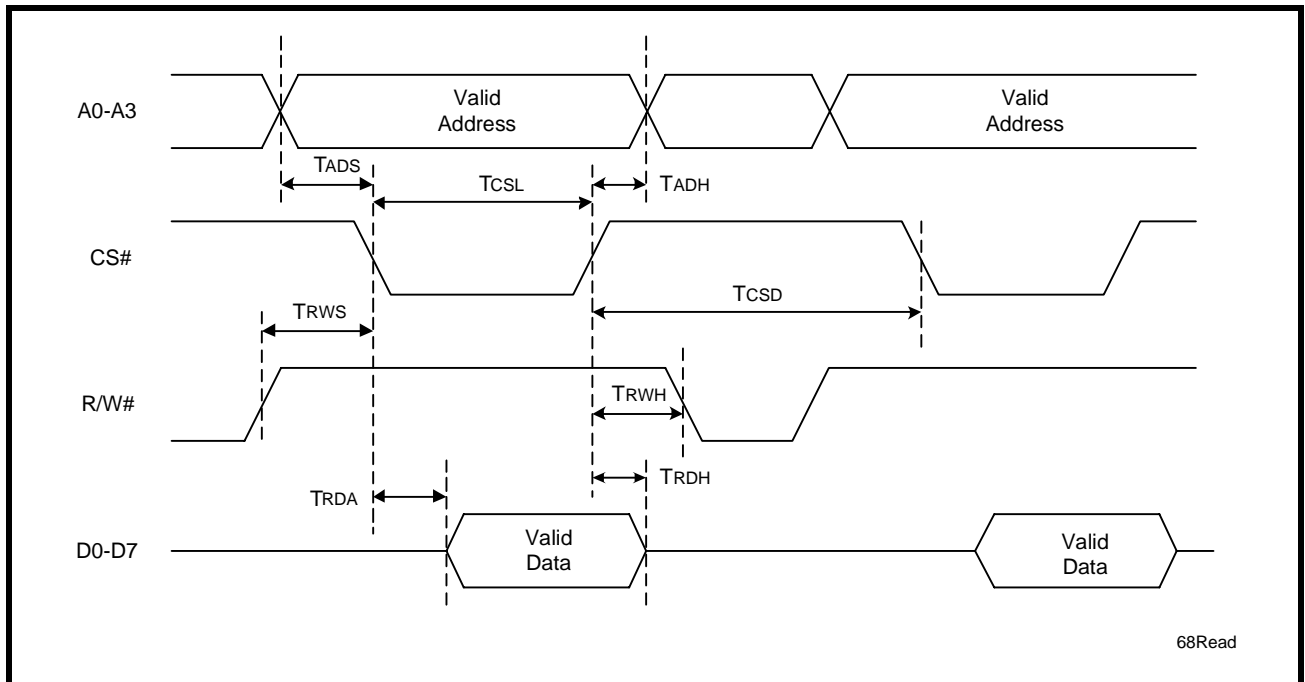 A0-A3
Valid
Address
Valid
Address
TADS
TCSL
TADH
CS#
TCSD
TRWS
R/W#
TRWH
TRDA
TRDH
D0-D7
Valid
Data
Valid
Data
68Read